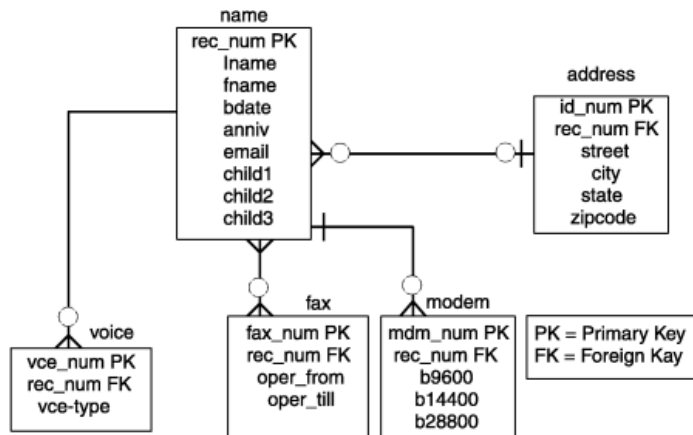 name
rec_num PK
lname
fname
bdate
anniv
email
child1
child2
child3
address
id_num PK
rec_num FK
street
city
state
zipcode
voice
vce_num PK
rec_num FK
vce-type
fax
fax_num PK
rec_num FK
oper_from
oper_till
modem
mdm_num PK
rec_num FK
b9600
b14400
b28800
PK = Primary Key
FK = Foreign Kay